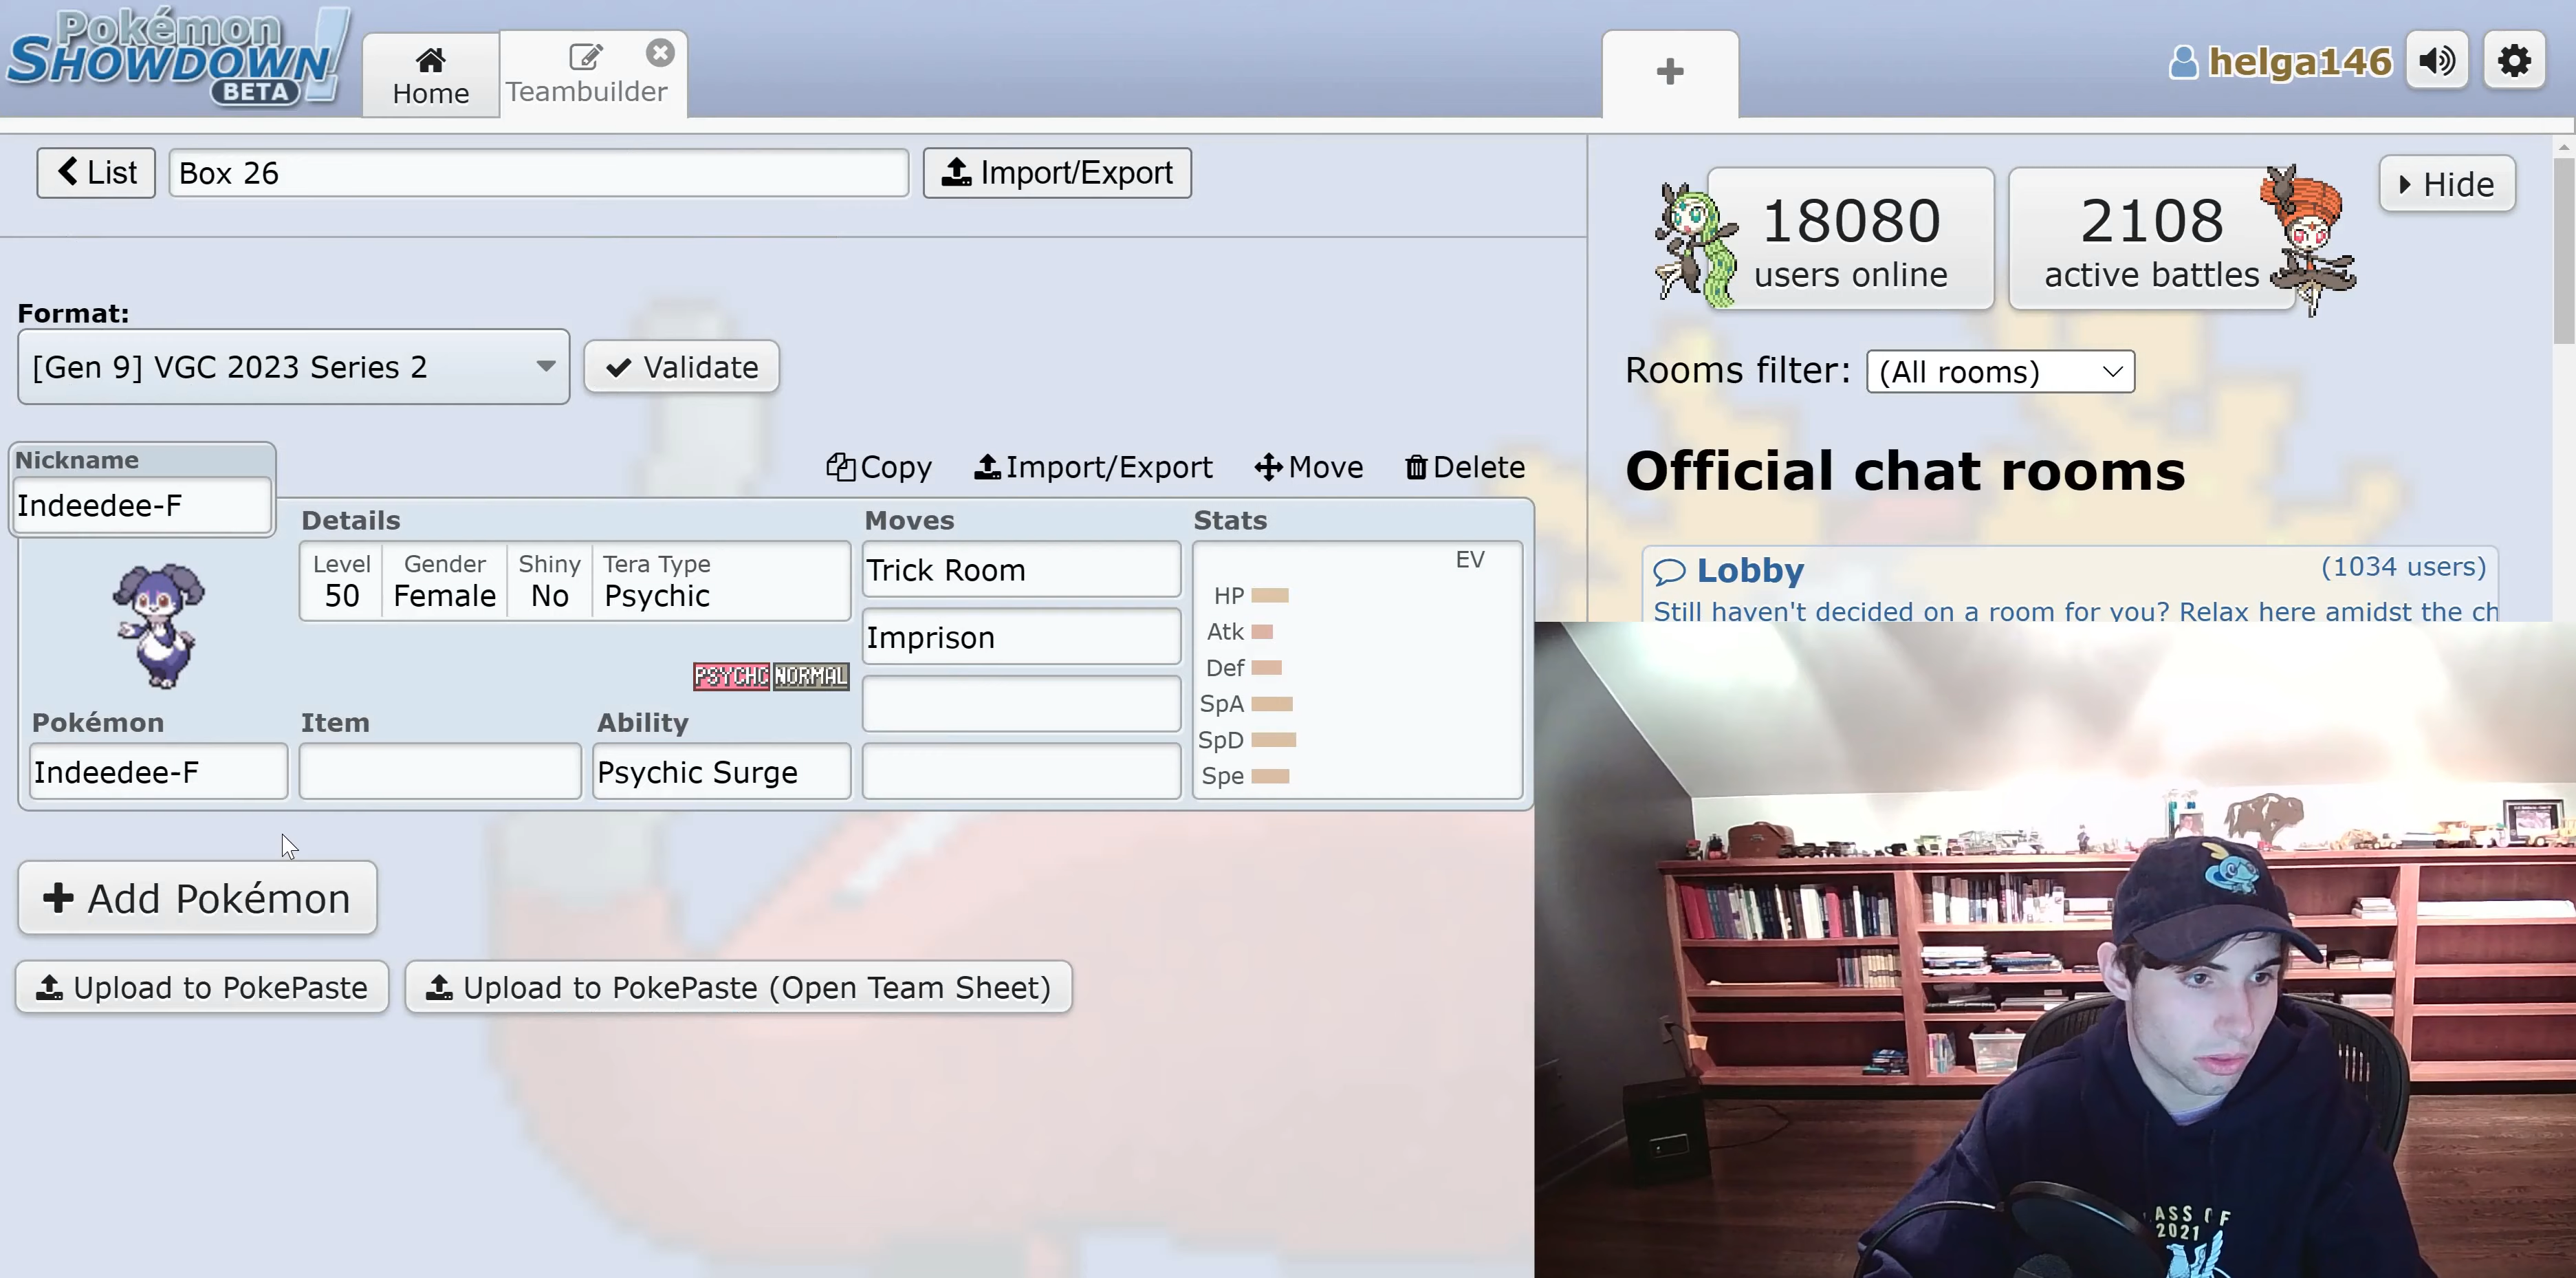 Pokémon
SHOWDOWN!
BETA
Home
Teambuilder
helga146
List
Box 26
Import/Export
18080
users online
2108
active battles
Hide
Format:
[Gen 9] VGC 2023 Series 2
Validate
Rooms filter:
(All rooms)
Official chat rooms
Lobby
(1034 users)
Still haven't decided on a room for you? Relax here amidst the ch
Copy
Import/Export
Move
Delete
Nickname
Indeedee-F
Details
Level
Gender
Shiny
Tera Type
50
Female
No
Psychic
PSYCHC
NORMAL
Pokémon
Item
Ability
Indeedee-F
Psychic Surge
Moves
Trick Room
Imprison
Stats
EV
HP
Atk
Def
SpA
SpD
Spe
Add Pokémon
Upload to PokePaste
Upload to PokePaste (Open Team Sheet)
2021